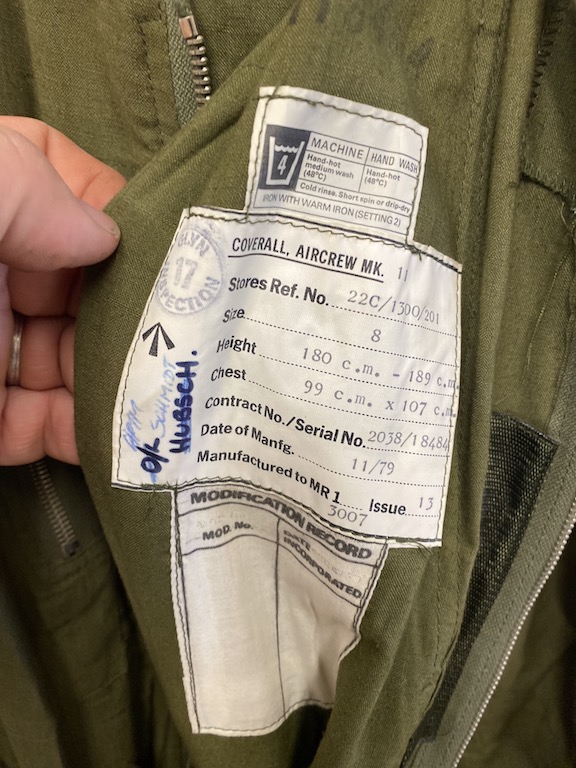 4
MACHINE
Hand-hot
medium wash
(48°C)
HAND WASH
Hand-hot
(48°C)
Cold rinse. Short spin or drip-dry
IRON WITH WARM IRON (SETTING 2)
17
INSPECTION
COVERALL, AIRCREW MK. 11
Stores Ref. No. 22C/1300/201
Size 8
Height 180 c.m. - 189 c.m.
Chest 99 c.m. x 107 c.m.
Contract No./Serial No. 2038/18484
Date of Manfg. 11/79
Manufactured to MR1 3007 Issue 13
O/K SCHMIDT
HUBSCH.
MODIFICATION RECORD
MOD. No.
DATE
INCORPORATED